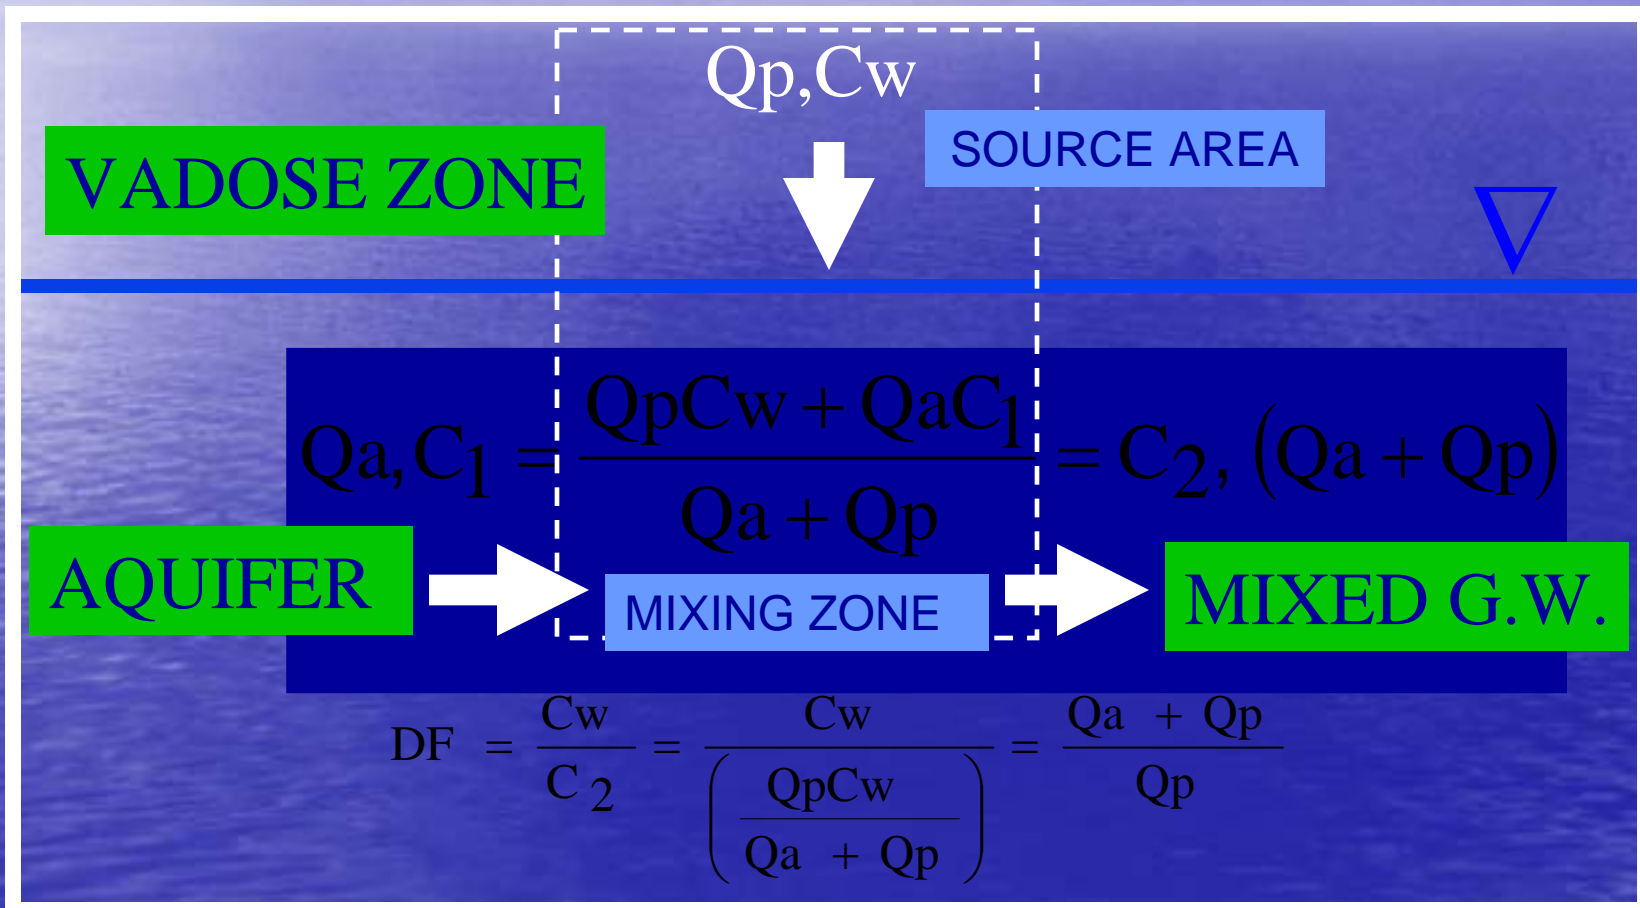 Qp,Cw
SOURCE AREA
VADOSE ZONE
∇
Qa, C1 = (QpCw + QaC1) / (Qa + Qp) = C2, (Qa + Qp)
AQUIFER
MIXING ZONE
MIXED G.W.
DF = Cw / C2 = Cw / (QpCw / (Qa + Qp)) = (Qa + Qp) / Qp